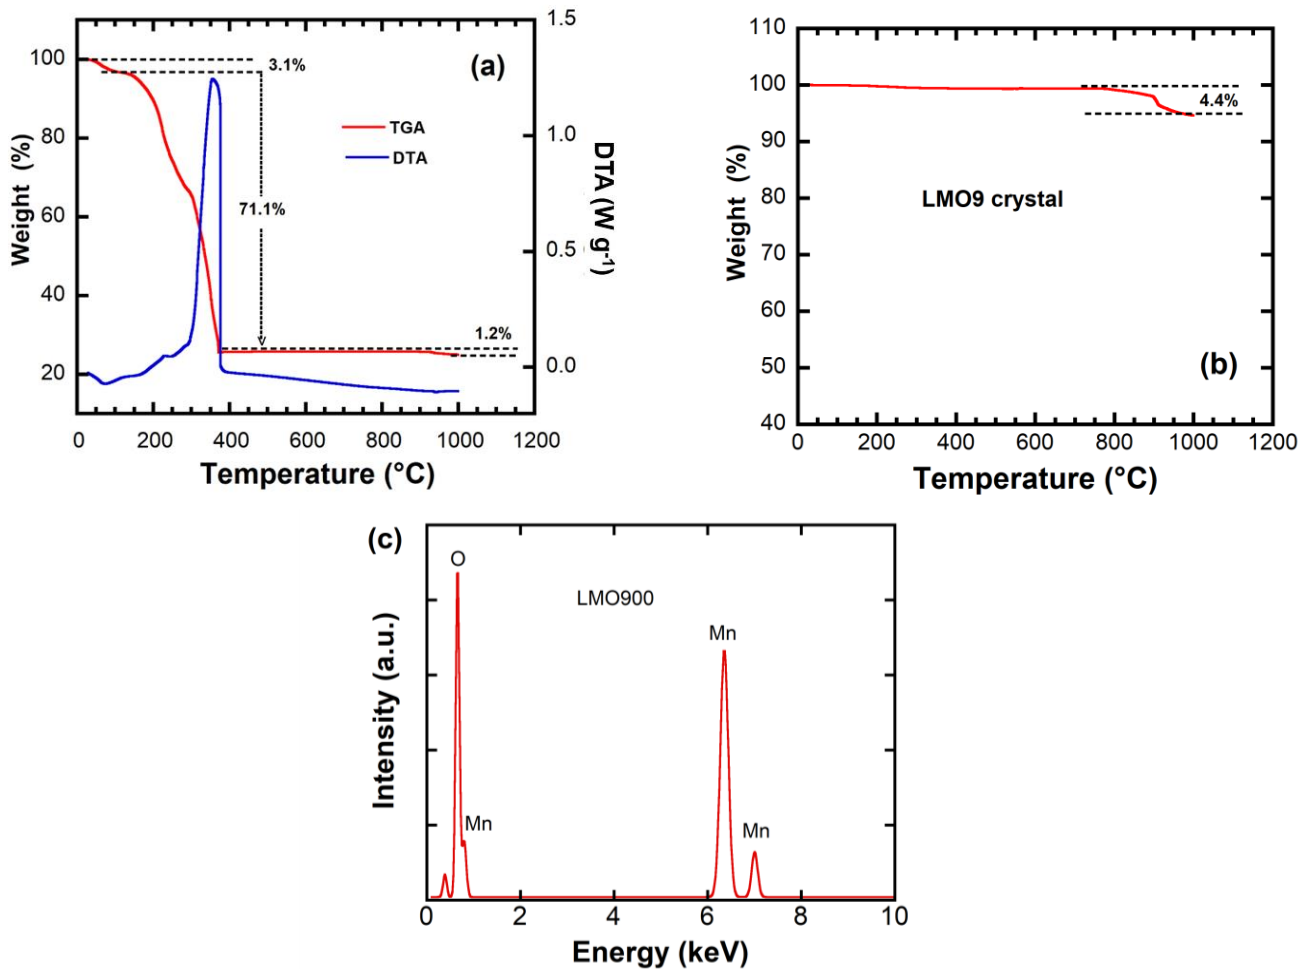 (a)
3.1%
TGA
DTA
71.1%
1.2%
100
80
60
40
20
Weight (%)
1.5
1.0
0.5
0.0
DTA (W g-1)
0 200 400 600 800 1000 1200
Temperature (°C)
110
100
90
80
70
60
50
40
Weight (%)
4.4%
LMO9 crystal
(b)
0 200 400 600 800 1000 1200
Temperature (°C)
(c)
O
LMO900
Mn
Mn
Mn
Intensity (a.u.)
0 2 4 6 8 10
Energy (keV)